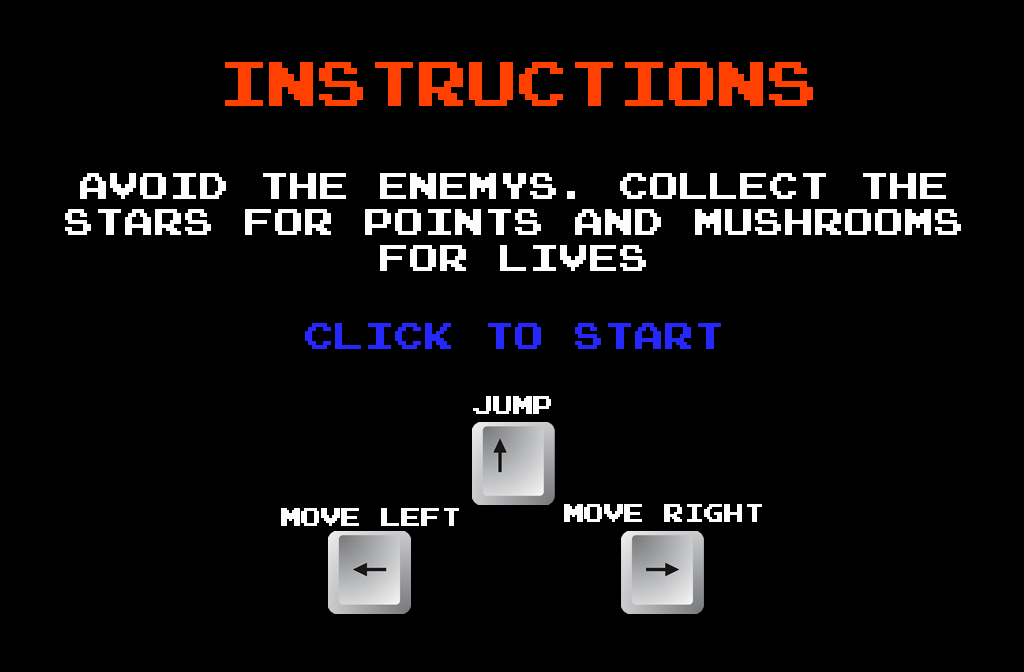 INSTRUCTIONS
AVOID THE ENEMYS. COLLECT THE
STARS FOR POINTS AND MUSHROOMS
FOR LIVES
CLICK TO START
JUMP
MOVE LEFT
MOVE RIGHT